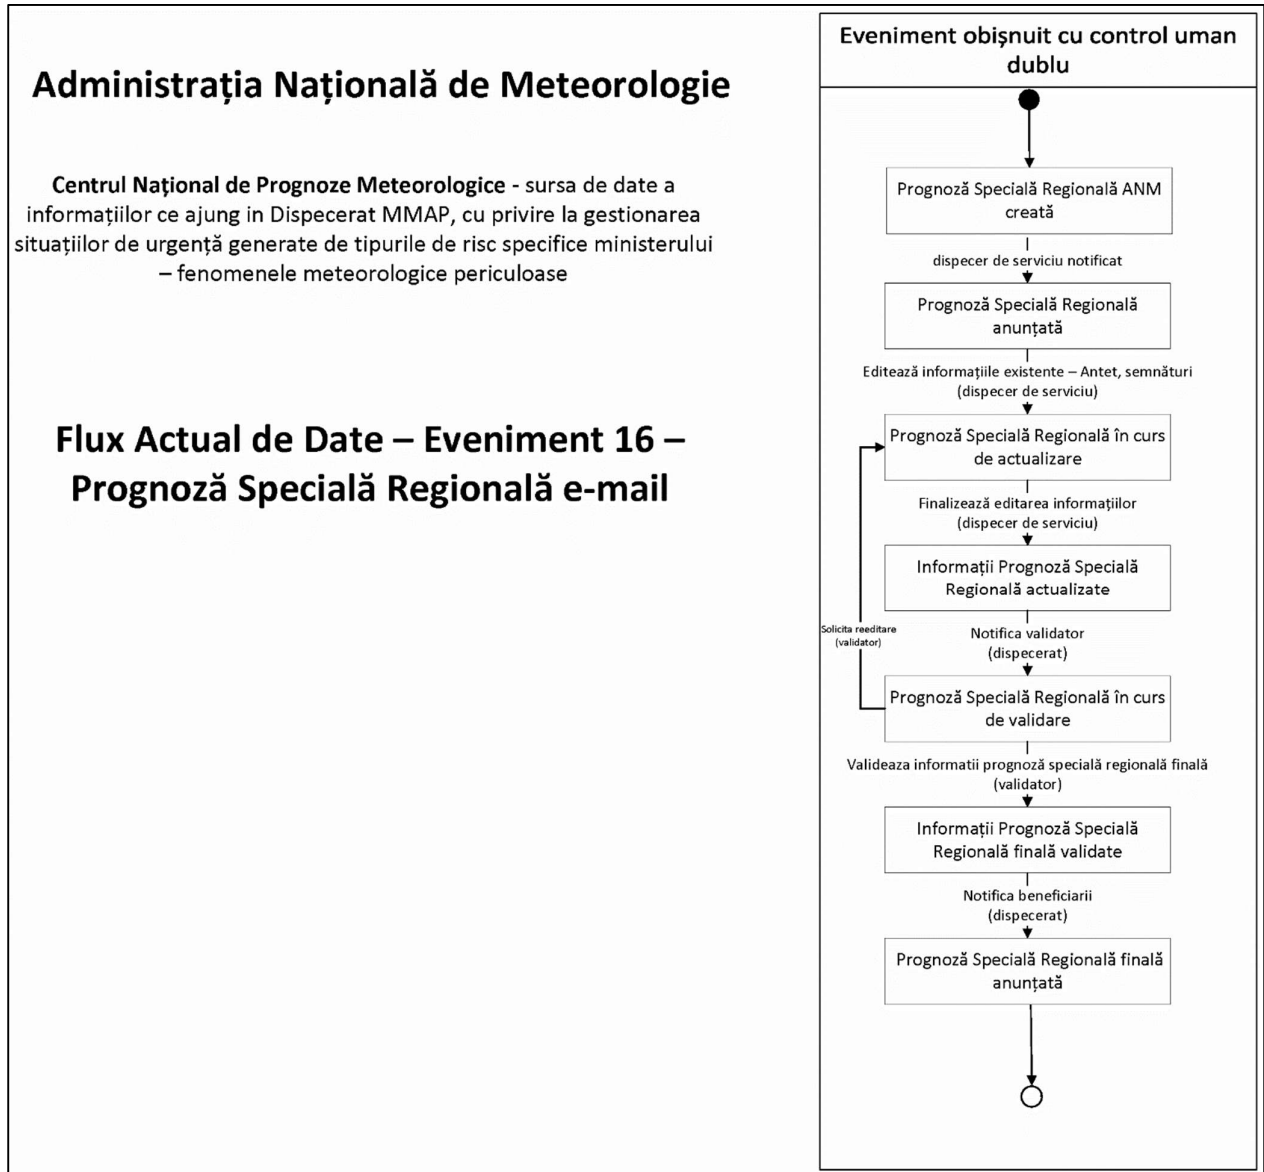 Administrația Națională de Meteorologie
Centrul Național de Prognoze Meteorologice - sursa de date a
informațiilor ce ajung in Dispecerat MMAP, cu privire la gestionarea
situațiilor de urgență generate de tipurile de risc specifice ministerului
– fenomenele meteorologice periculoase
Flux Actual de Date – Eveniment 16 –
Prognoză Specială Regională e-mail
Eveniment obișnuit cu control uman
dublu
Prognoză Specială Regională ANM
creată
dispecer de serviciu notificat
Prognoză Specială Regională
anunțată
Editează informațiile existente – Antet, semnături
(dispecer de serviciu)
Prognoză Specială Regională în curs
de actualizare
Finalizează editarea informațiilor
(dispecer de serviciu)
Informații Prognoză Specială
Regională actualizate
Solicita reeditare
(validator)
Notifica validator
(dispecerat)
Prognoză Specială Regională în curs
de validare
Valideaza informatii prognoză specială regională finală
(validator)
Informații Prognoză Specială
Regională finală validate
Notifica beneficiarii
(dispecerat)
Prognoză Specială Regională finală
anunțată